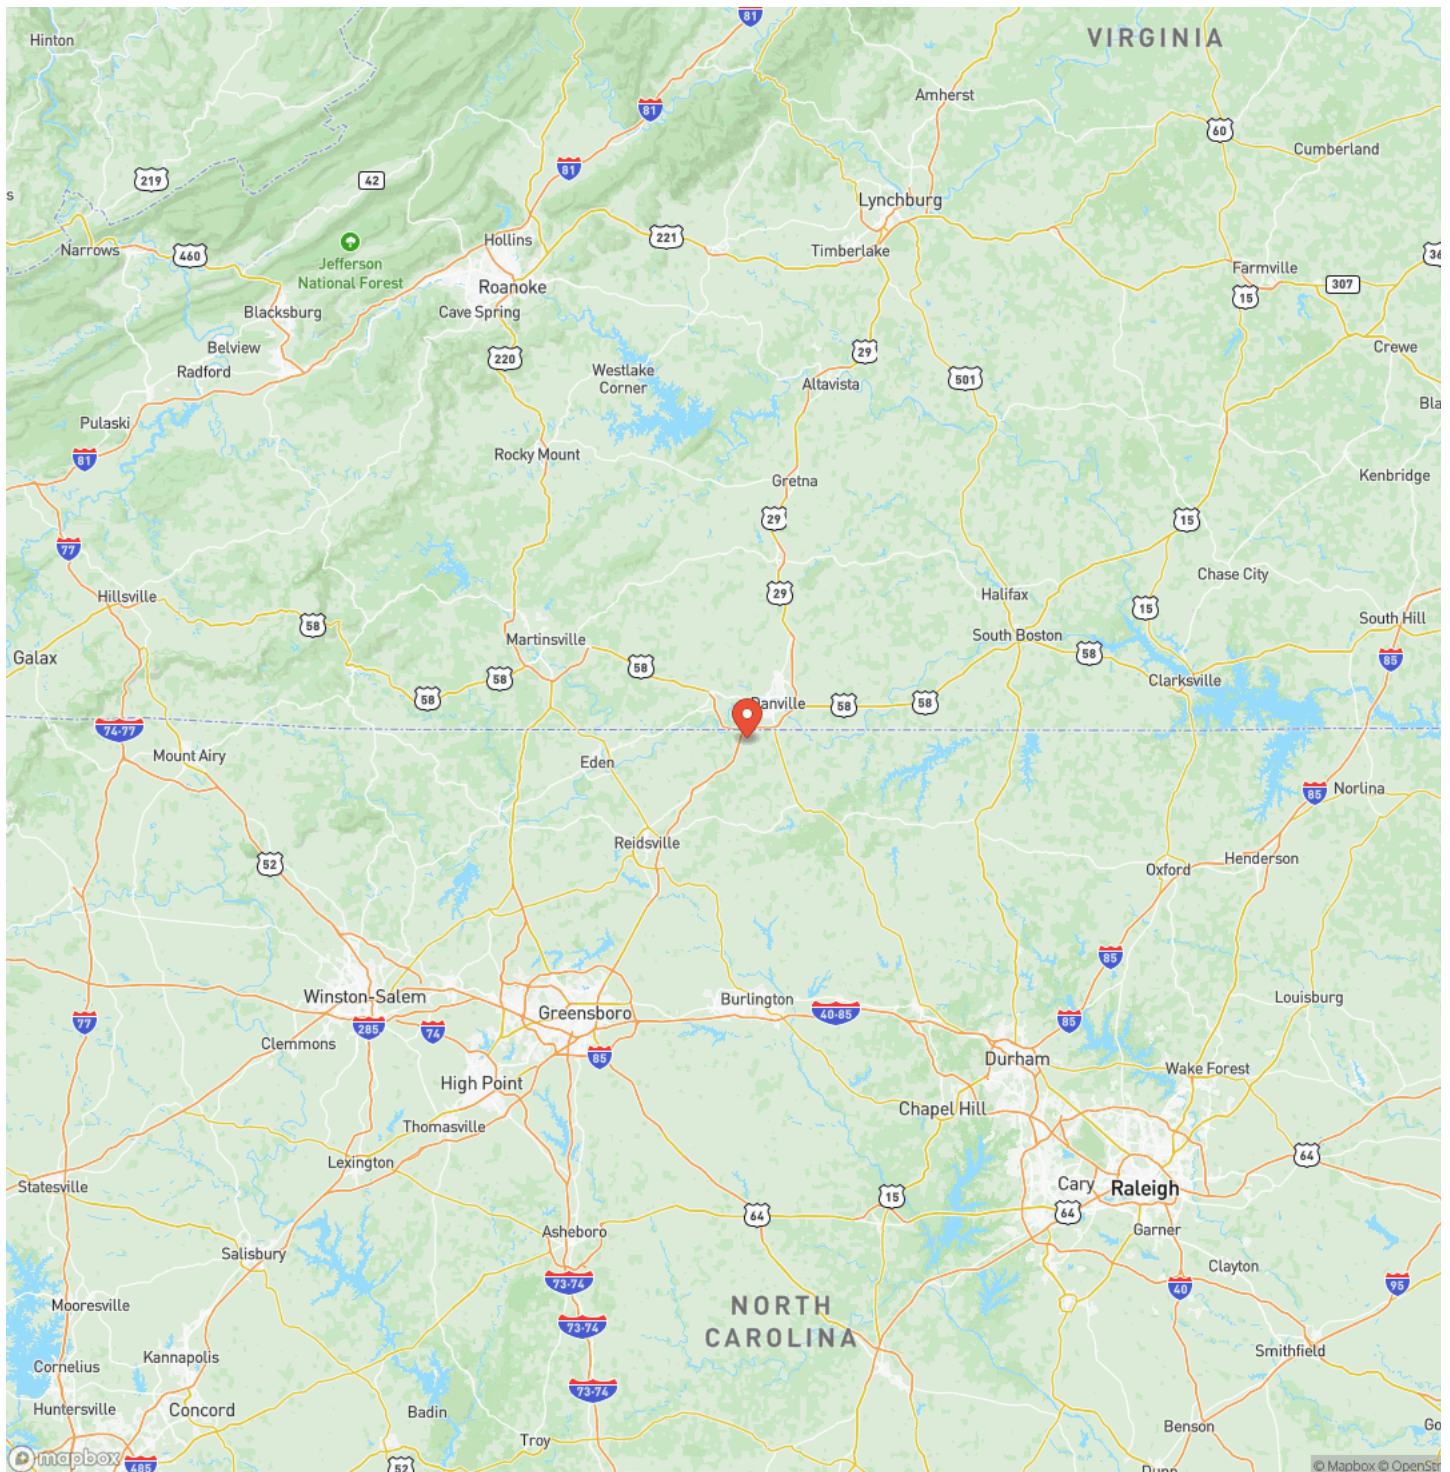 81
Hinton
VIRGINIA
Amherst
81
60
Cumberland
81
219
42
s
Lynchburg
Narrows
460
Hollins
221
Timberlake
Jefferson
National Forest
Farmville
36
307
15
Roanoke
Blacksburg
Cave Spring
Belview
220
29
Crewe
Radford
Westlake
Corner
Altavista
501
Bla
Pulaski
81
Rocky Mount
Gretna
Kenbridge
29
15
77
Chase City
Hillsville
29
Halifax
15
58
South Hill
Martinsville
South Boston
Galax
58
58
85
58
Clarksville
58
Danville
58
58
74-77
Mount Airy
Eden
85
Norlina
Reidsville
52
Oxford
Henderson
85
Winston-Salem
Burlington
Louisburg
Greensboro
40-85
77
285
74
85
Clemmons
85
Durham
High Point
Wake Forest
Chapel Hill
Thomasville
Lexington
64
Statesville
Cary
Raleigh
15
64
64
Asheboro
Garner
Salisbury
Clayton
73-74
40
95
Mooresville
NORTH
CAROLINA
73-74
Smithfield
Kannapolis
Cornelius
73-74
Huntersville
Concord
Badin
Benson
Go
Troy
mapbox
485
52
Dunn
© Mapbox © OpenStr